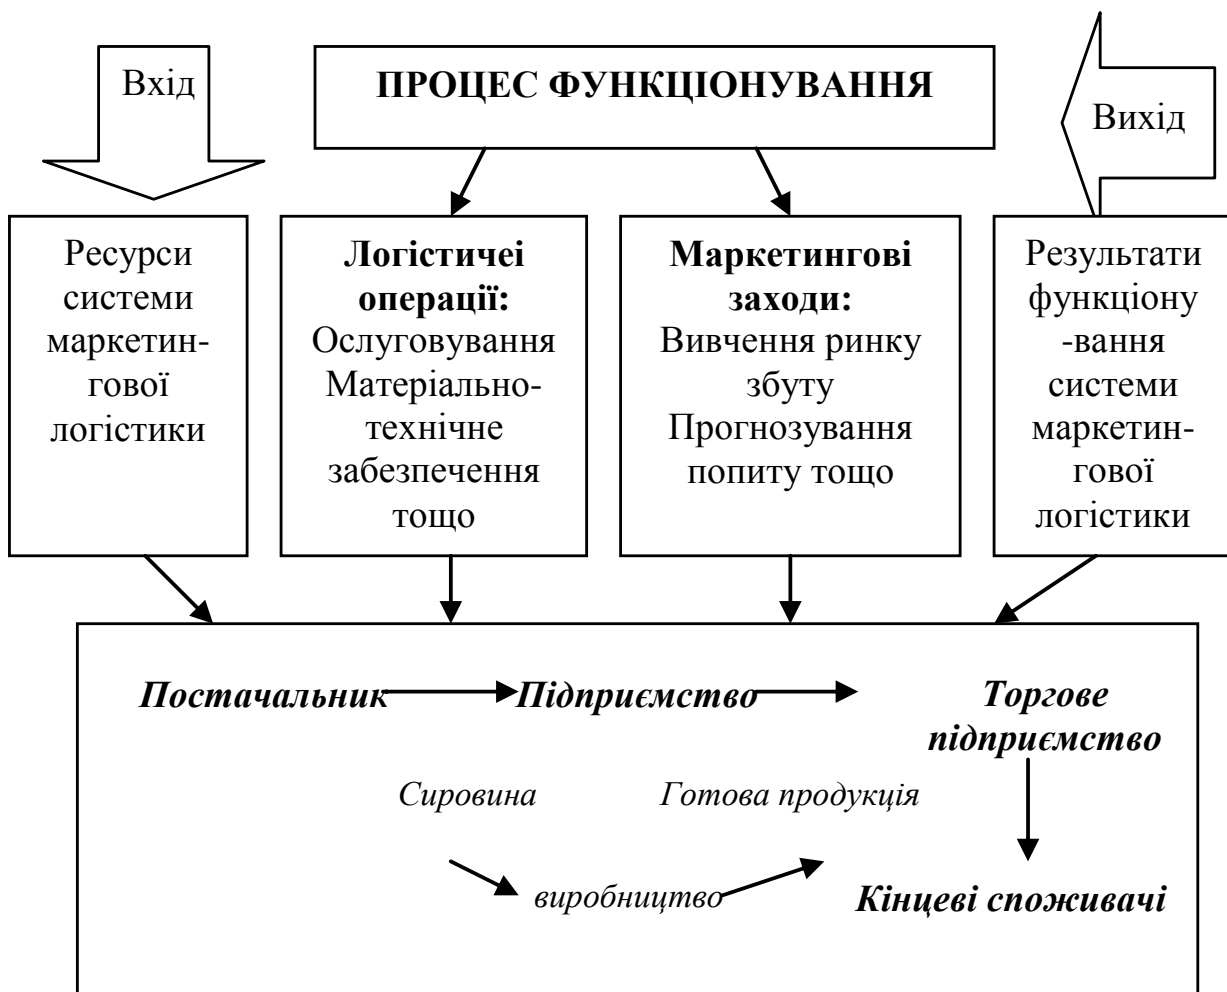 Вхід
ПРОЦЕС ФУНКЦІОНУВАННЯ
Вихід
Ресурси
системи
маркетин-
гової
логістики
Логістичеі
операції:
Ослуговування
Матеріально-
технічне
забезпечення
тощо
Маркетингові
заходи:
Вивчення ринку
збуту
Прогнозування
попиту тощо
Результати
функціону
-вання
системи
маркетин-
гової
логістики
Постачальник
Підприємство
Торгове
підприємство
Сировина
Готова продукція
виробництво
Кінцеві споживачі